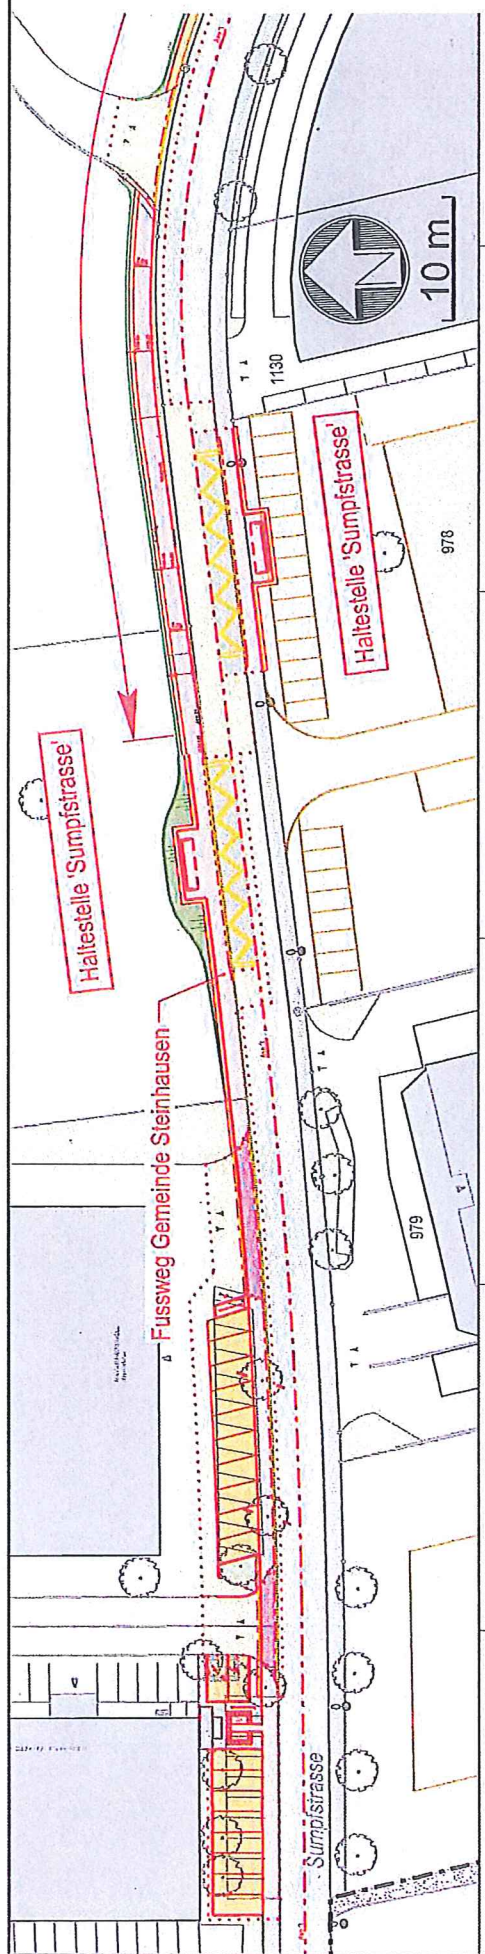 Haltestelle 'Sumpfstrasse'
Fussweg Gemeinde Steinhausen
Haltestelle 'Sumpfstrasse'
N
10 m
1130
978
979
Sumpfstrasse